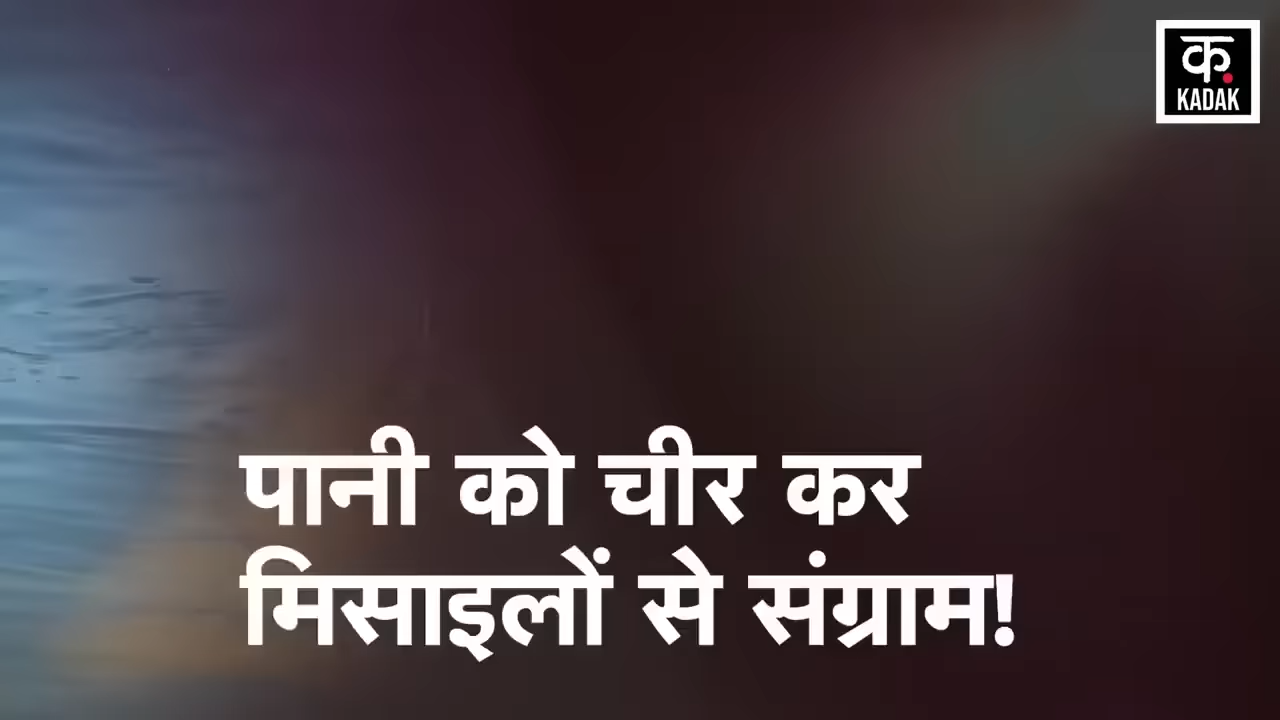 क
KADAK
पानी को चीर कर
मिसाइलों से संग्राम!